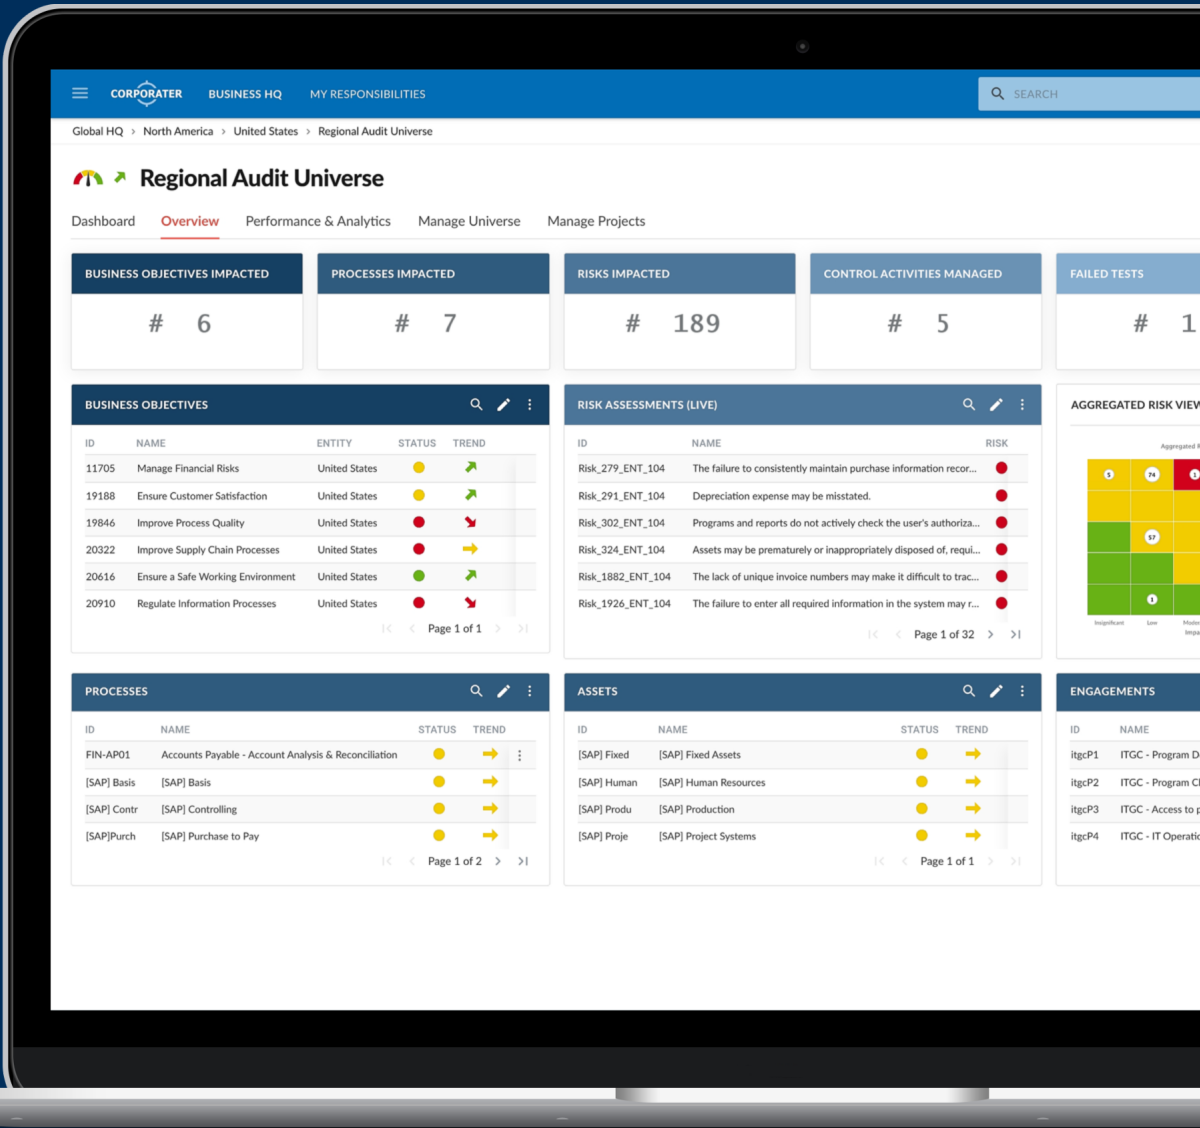 CORPORATER BUSINESS HQ MY RESPONSIBILITIES SEARCH
Global HQ > North America > United States > Regional Audit Universe
Regional Audit Universe
Dashboard Overview Performance & Analytics Manage Universe Manage Projects
BUSINESS OBJECTIVES IMPACTED PROCESSES IMPACTED RISKS IMPACTED CONTROL ACTIVITIES MANAGED FAILED TESTS
# 6 # 7 # 189 # 5 # 1
BUSINESS OBJECTIVES
ID NAME ENTITY STATUS TREND
11705 Manage Financial Risks United States
19188 Ensure Customer Satisfaction United States
19846 Improve Process Quality United States
20322 Improve Supply Chain Processes United States
20616 Ensure a Safe Working Environment United States
20910 Regulate Information Processes United States
Page 1 of 1
RISK ASSESSMENTS (LIVE)
ID NAME RISK
Risk_279_ENT_104 The failure to consistently maintain purchase information recor...
Risk_291_ENT_104 Depreciation expense may be misstated.
Risk_302_ENT_104 Programs and reports do not actively check the user's authoriza...
Risk_324_ENT_104 Assets may be prematurely or inappropriately disposed of, requi...
Risk_1882_ENT_104 The lack of unique invoice numbers may make it difficult to trac...
Risk_1926_ENT_104 The failure to enter all required information in the system may r...
Page 1 of 32
AGGREGATED RISK VIEW
Aggregated R
5 74 1
57
1
Insignificant Low Moder
Impa
PROCESSES
ID NAME STATUS TREND
FIN-AP01 Accounts Payable - Account Analysis & Reconciliation
[SAP] Basis [SAP] Basis
[SAP] Contr [SAP] Controlling
[SAP]Purch [SAP] Purchase to Pay
Page 1 of 2
ASSETS
ID NAME STATUS TREND
[SAP] Fixed [SAP] Fixed Assets
[SAP] Human [SAP] Human Resources
[SAP] Produ [SAP] Production
[SAP] Proje [SAP] Project Systems
Page 1 of 1
ENGAGEMENTS
ID NAME
itgcP1 ITGC - Program D
itgcP2 ITGC - Program Cl
itgcP3 ITGC - Access to p
itgcP4 ITGC - IT Operatic